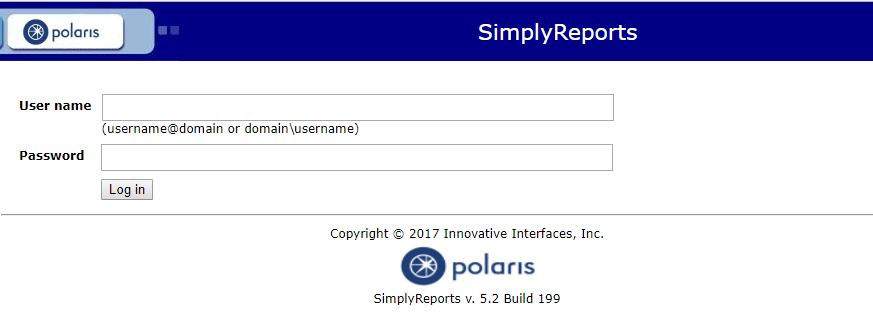 polaris
SimplyReports
User name
(username@domain or domain\username)
Password
Log in
Copyright © 2017 Innovative Interfaces, Inc.
polaris
SimplyReports v. 5.2 Build 199